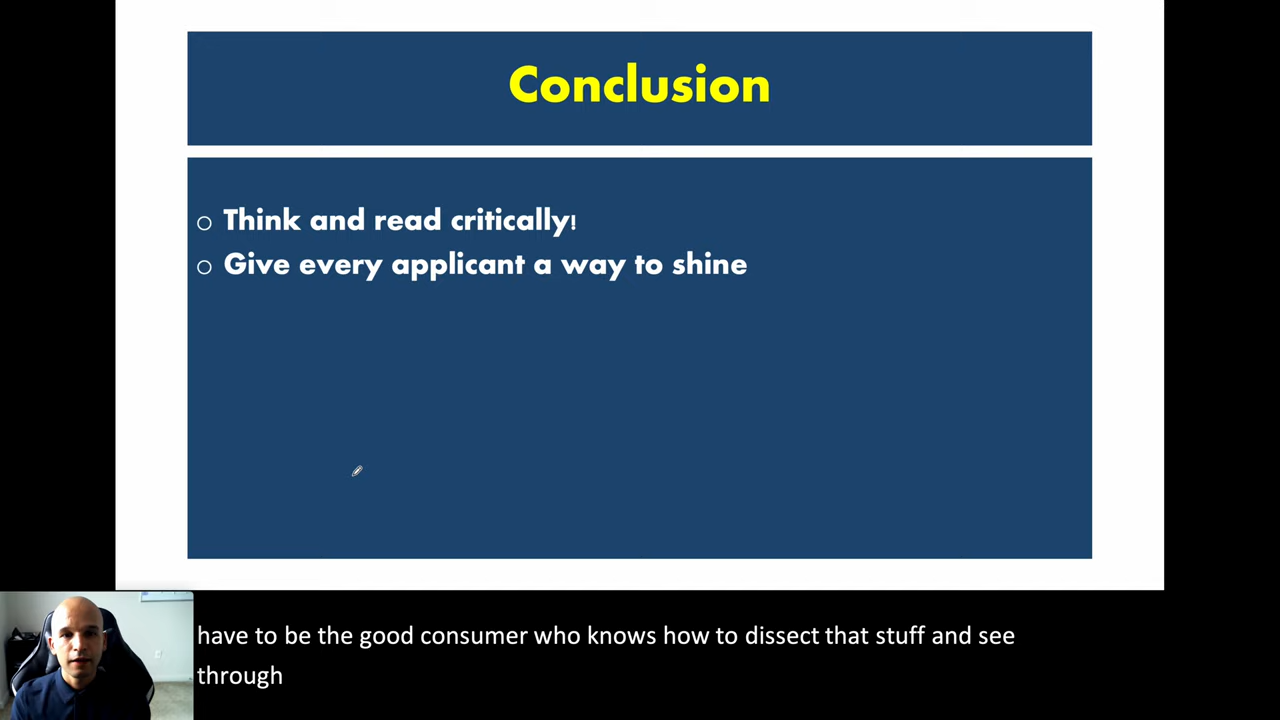 Conclusion
Think and read critically!
Give every applicant a way to shine
have to be the good consumer who knows how to dissect that stuff and see
through